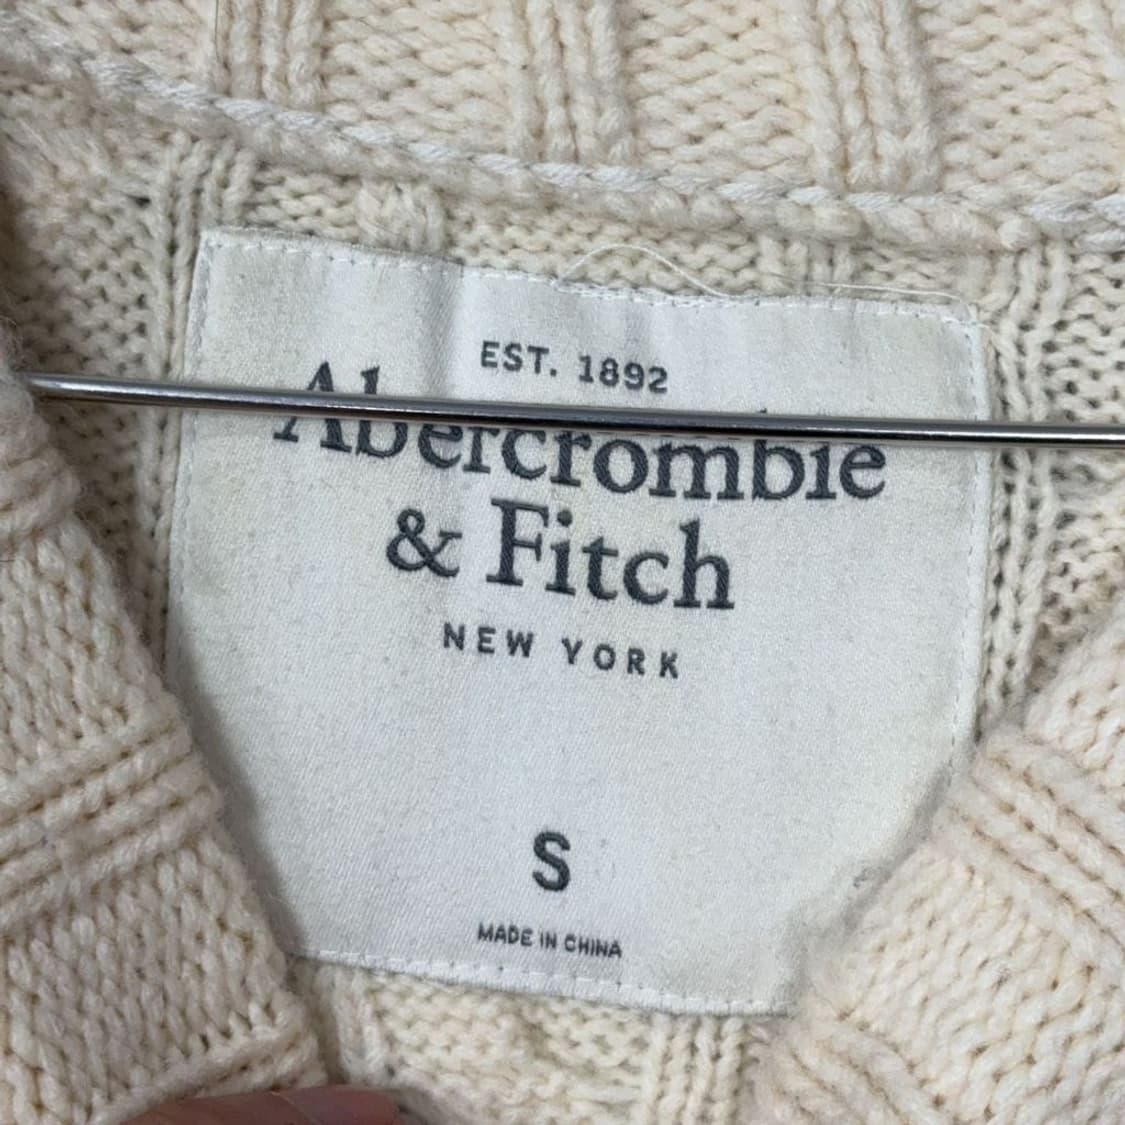 EST. 1892
Abercrombie
& Fitch
NEW YORK
S
MADE IN CHINA